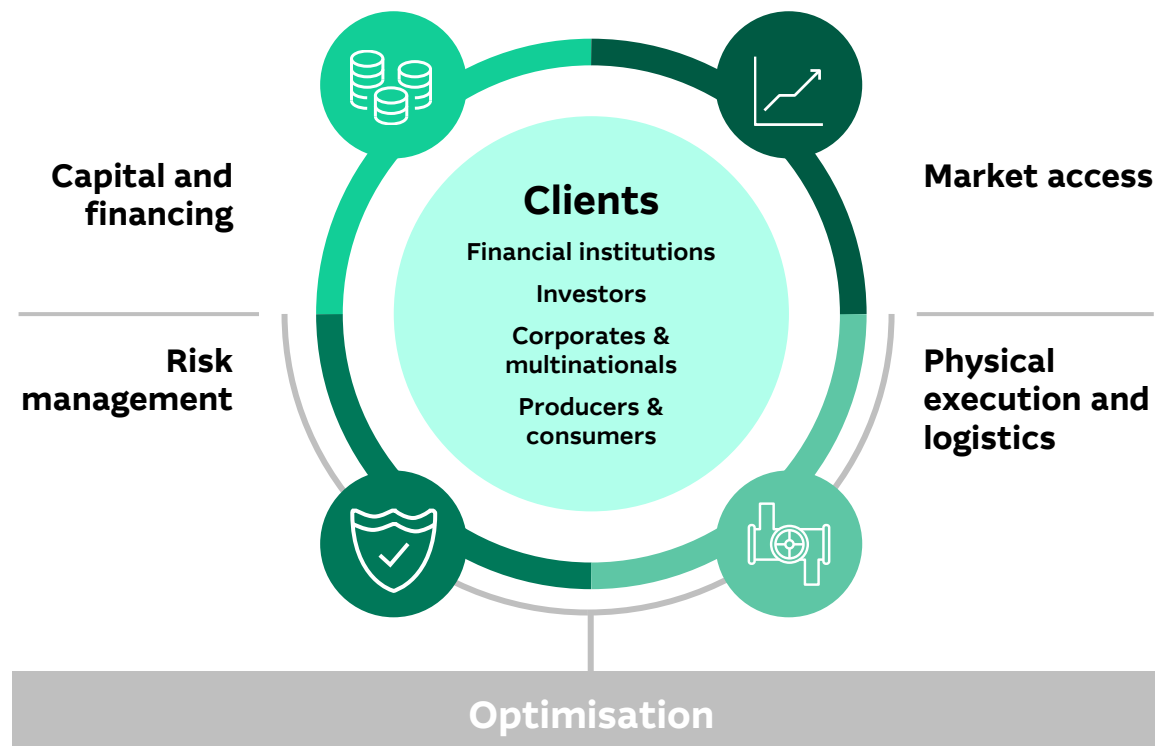 Capital and
financing
Market access
Clients
Financial institutions
Investors
Corporates &
multinationals
Producers &
consumers
Risk
management
Physical
execution and
logistics
Optimisation